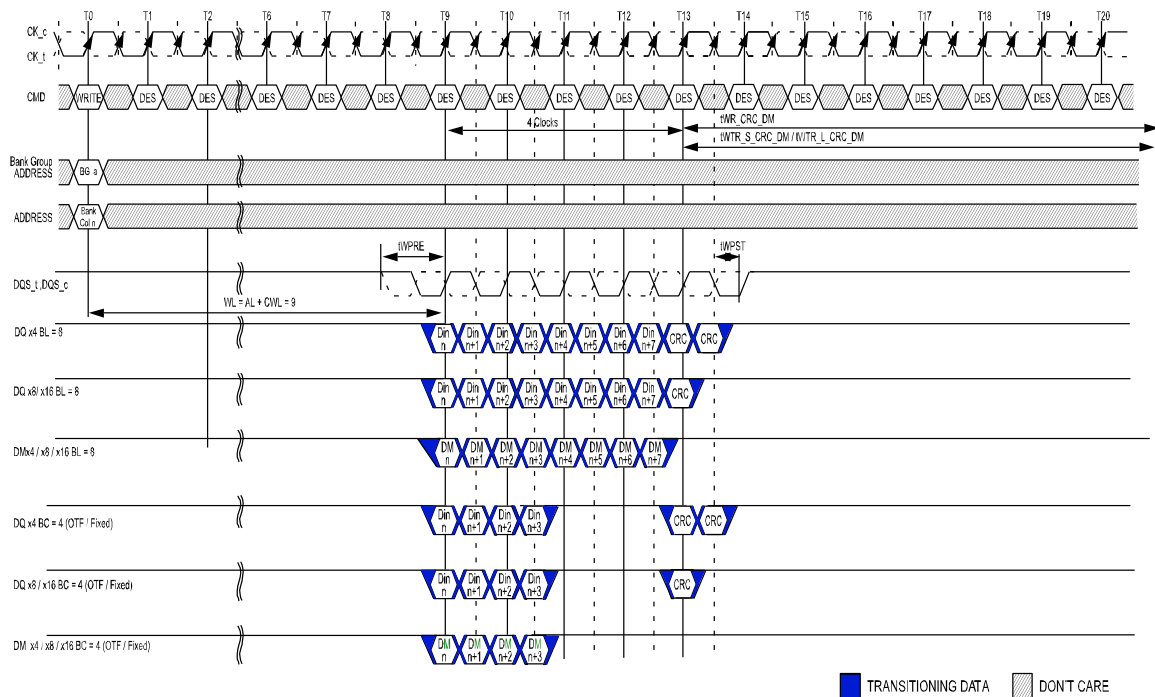 T0 T1 T2 T6 T7 T8 T9 T10 T11 T12 T13 T14 T15 T16 T17 T18 T19 T20
CK_c
CK_t
CMD WRITE DES DES DES DES DES DES DES DES DES DES DES DES DES DES DES DES DES
4 Clocks
tWR_CRC_DM
tWTR_S_CRC_DM / tWTR_L_CRC_DM
Bank Group
ADDRESS
BG a
ADDRESS
Bank
Col n
tWPRE
tWPST
DQS_t ,DQS_c
WL = AL + CWL = 9
DQ x4 BL = 8
Din Din Din Din Din Din Din Din CRC CRC
n n+1 n+2 n+3 n+4 n+5 n+6 n+7
DQ x8/ x16 BL = 8
Din Din Din Din Din Din Din Din CRC
n n+1 n+2 n+3 n+4 n+5 n+6 n+7
DMx4 / x8 / x16 BL = 8
DM DM DM DM DM DM DM DM
n n+1 n+2 n+3 n+4 n+5 n+6 n+7
DQ x4 BC = 4 (OTF / Fixed)
Din Din Din Din CRC CRC
n n+1 n+2 n+3
DQ x8 / x16 BC = 4 (OTF / Fixed)
Din Din Din Din CRC
n n+1 n+2 n+3
DM x4 / x8 / x16 BC = 4 (OTF / Fixed)
DM DM DM DM
n n+1 n+2 n+3
TRANSITIONING DATA
DON'T CARE